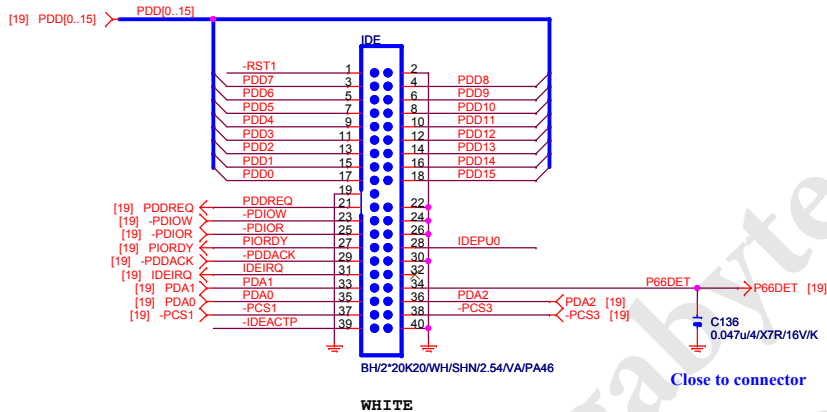 [19] PDD[0..15] PDD[0..15]
IDE
-RST1 1 2
PDD7 3 4 PDD8
PDD6 5 6 PDD9
PDD5 7 8 PDD10
PDD4 9 10 PDD11
PDD3 11 12 PDD12
PDD2 13 14 PDD13
PDD1 15 16 PDD14
PDD0 17 18 PDD15
19
[19] PDDREQ PDDREQ 21 22
[19] -PDIOW -PDIOW 23 24
[19] -PDIOR -PDIOR 25 26
[19] PIORDY PIORDY 27 28 IDEPU0
[19] -PDDACK -PDDACK 29 30
[19] IDEIRQ IDEIRQ 31 32
[19] PDA1 PDA1 33 34 P66DET P66DET [19]
[19] PDA0 PDA0 35 36 PDA2 PDA2 [19]
[19] -PCS1 -PCS1 37 38 -PCS3 -PCS3 [19]
-IDEACTP 39 40
C136
0.047u/4/X7R/16V/K
BH/2*20K20/WH/SHN/2.54/VA/PA46
Close to connector
WHITE
gabyte